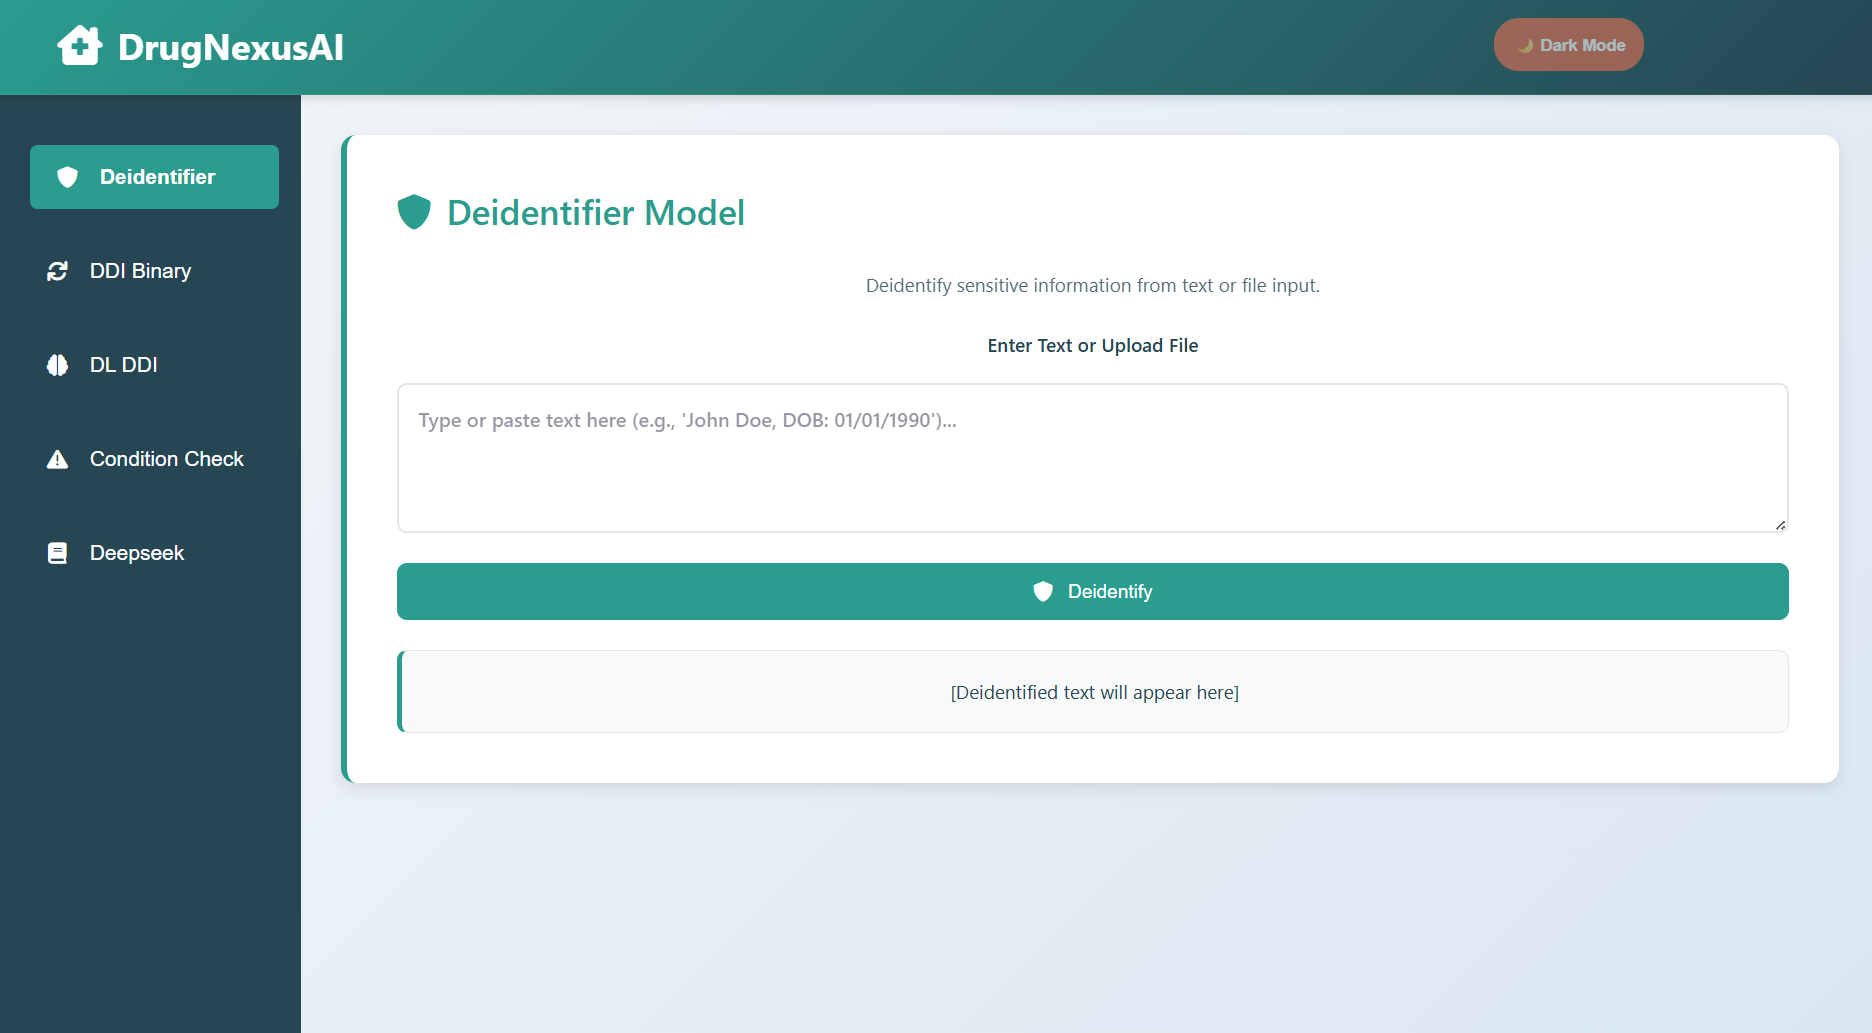 DrugNexusAI
🌙 Dark Mode
Deidentifier
DDI Binary
DL DDI
Condition Check
Deepseek
Deidentifier Model
Deidentify sensitive information from text or file input.
Enter Text or Upload File
Type or paste text here (e.g., 'John Doe, DOB: 01/01/1990')...
Deidentify
[Deidentified text will appear here]